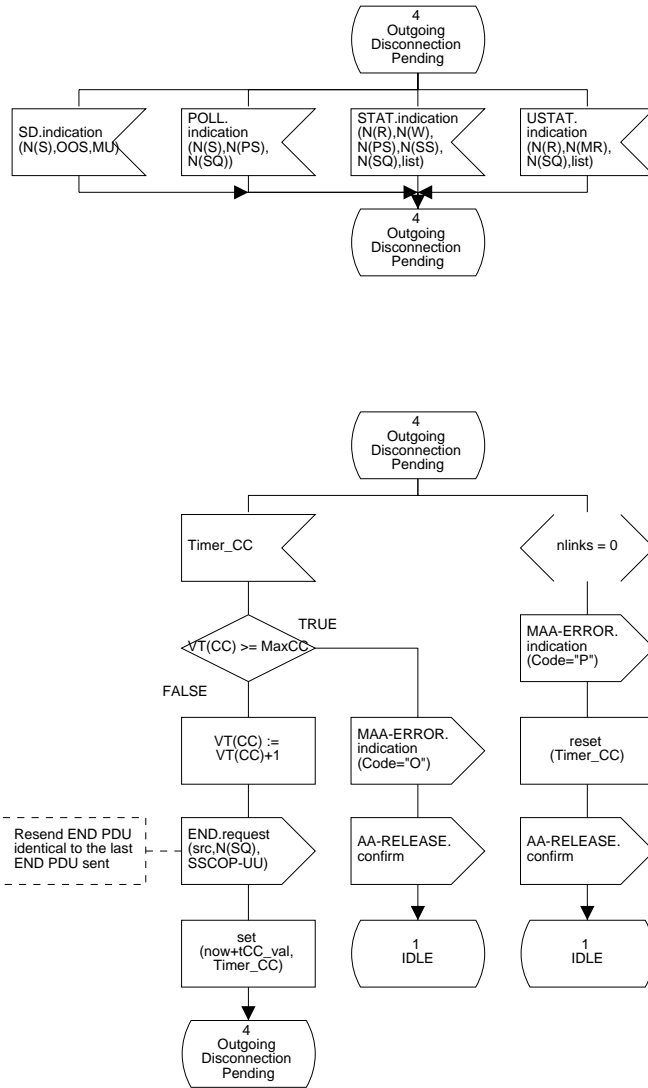 4
Outgoing
Disconnection
Pending
SD.indication
(N(S),OOS,MU)
POLL.
indication
(N(S),N(PS),
N(SQ))
STAT.indication
(N(R),N(W),
N(PS),N(SS),
N(SQ),list)
USTAT.
indication
(N(R),N(MR),
N(SQ),list)
4
Outgoing
Disconnection
Pending
4
Outgoing
Disconnection
Pending
Timer_CC
nlinks = 0
VT(CC) >= MaxCC
TRUE
FALSE
MAA-ERROR.
indication
(Code="P")
VT(CC) :=
VT(CC)+1
MAA-ERROR.
indication
(Code="O")
reset
(Timer_CC)
Resend END PDU
identical to the last
END PDU sent
END.request
(src,N(SQ),
SSCOP-UU)
AA-RELEASE.
confirm
AA-RELEASE.
confirm
set
(now+tCC_val,
Timer_CC)
1
IDLE
1
IDLE
4
Outgoing
Disconnection
Pending